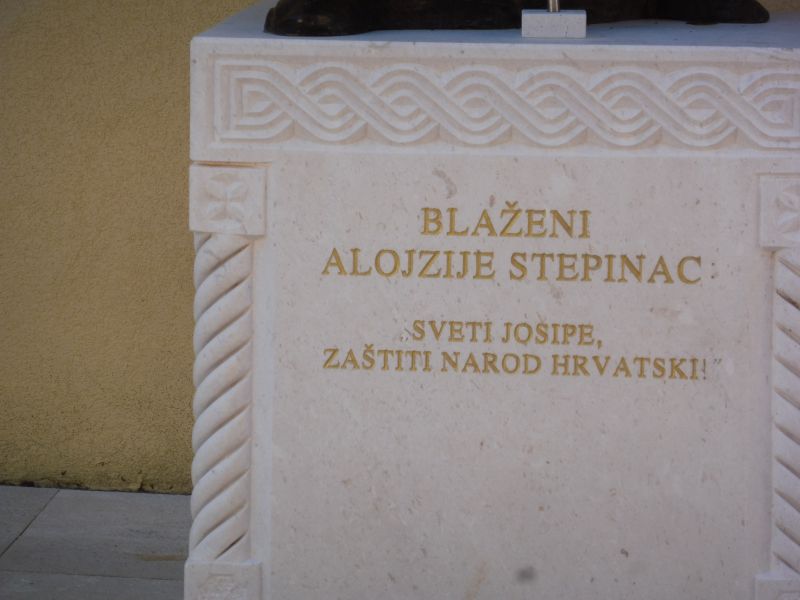 BLAŽENI
ALOJZIJE STEPINAC
„SVETI JOSIPE,
ZAŠTITI NAROD HRVATSKI!”